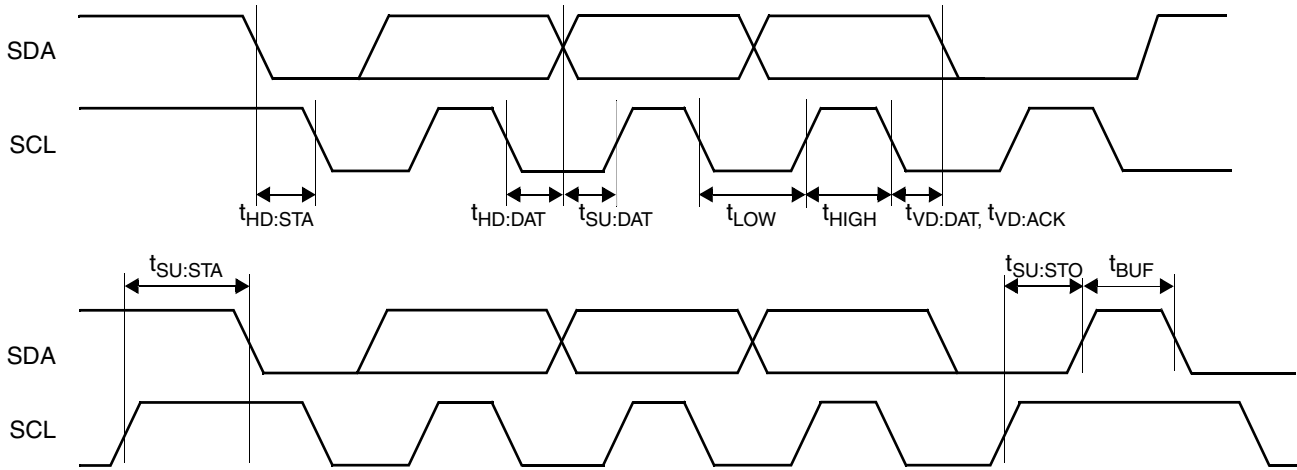 SDA
SCL
tHD:STA tHD:DAT tSU:DAT tLOW tHIGH tVD:DAT, tVD:ACK
tSU:STA tSU:STO tBUF
SDA
SCL